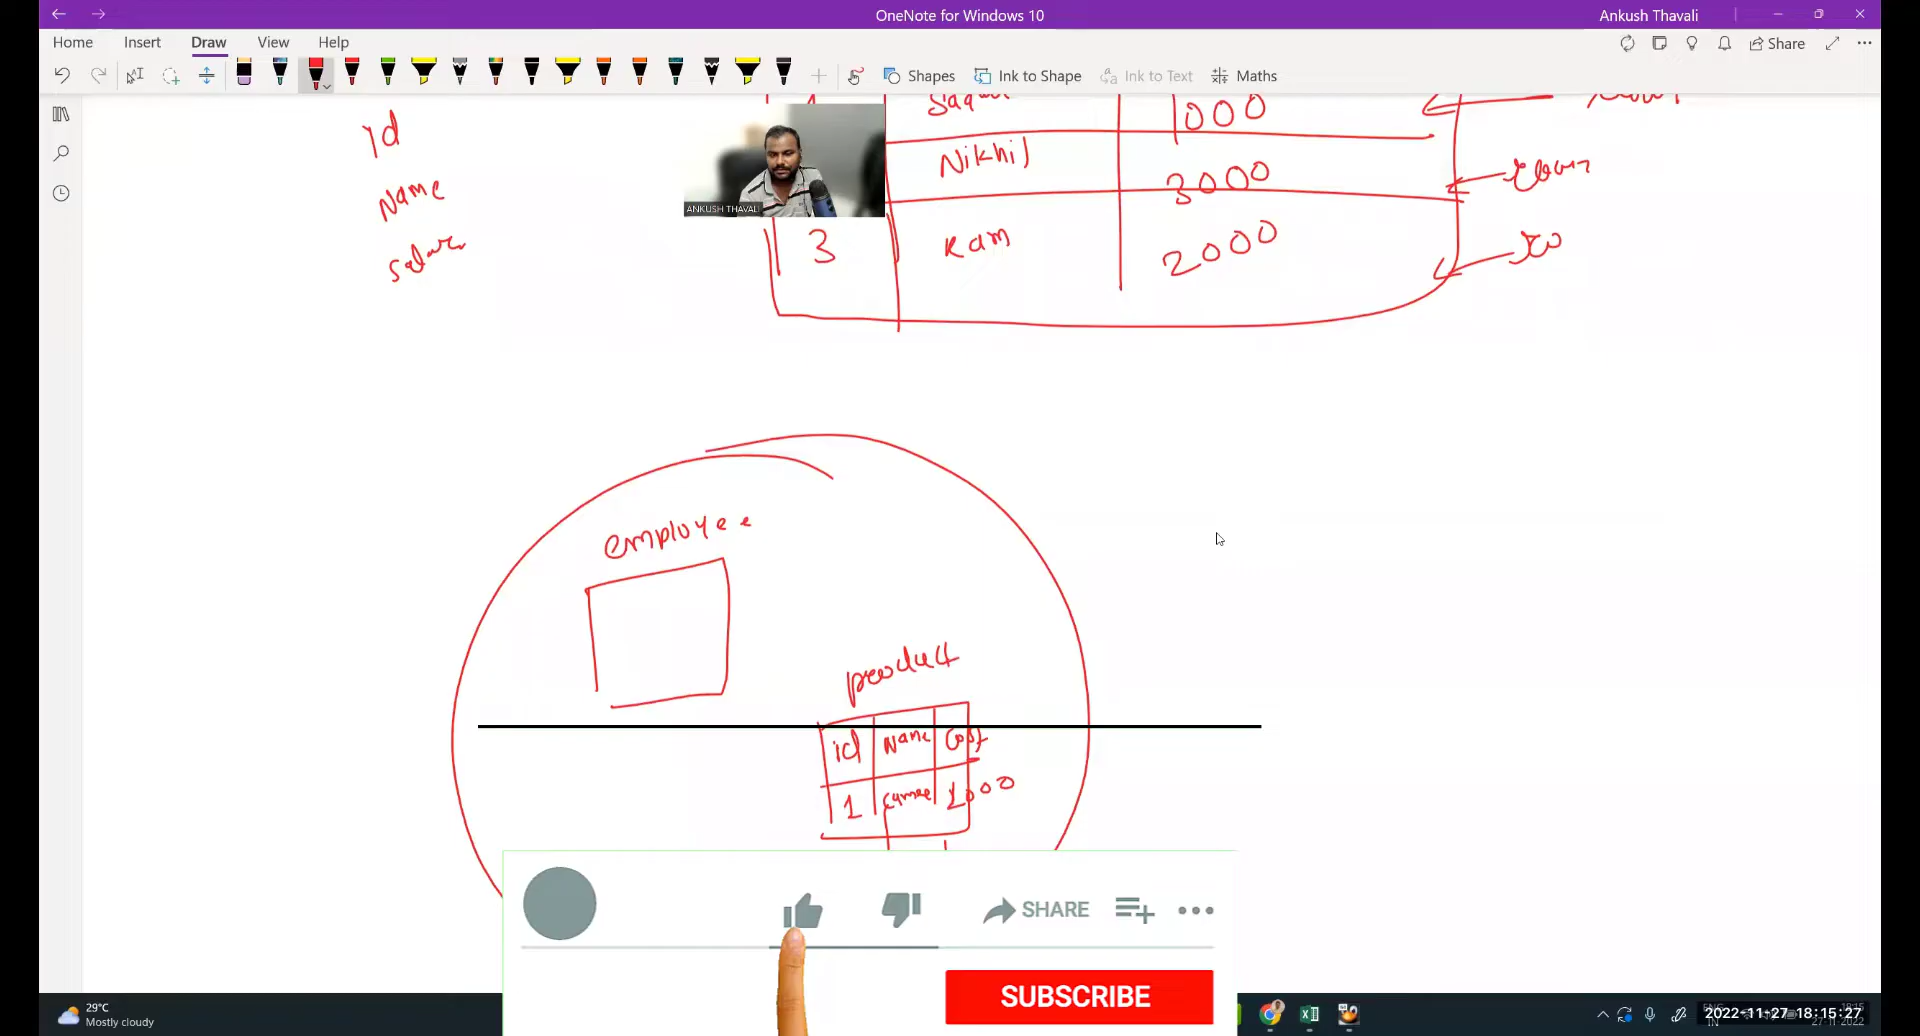 OneNote for Windows 10
Ankush Thavali
Home Insert Draw View Help
Share
Shapes Ink to Shape Ink to Text Maths
Id
Name
1000
Nikhil 3000
ANKUSH THAVALI
3 Ram 2000
employee
product
id Name Cost
1 1000
SHARE
SUBSCRIBE
29°C
Mostly cloudy
2022-11-27 18:15:27